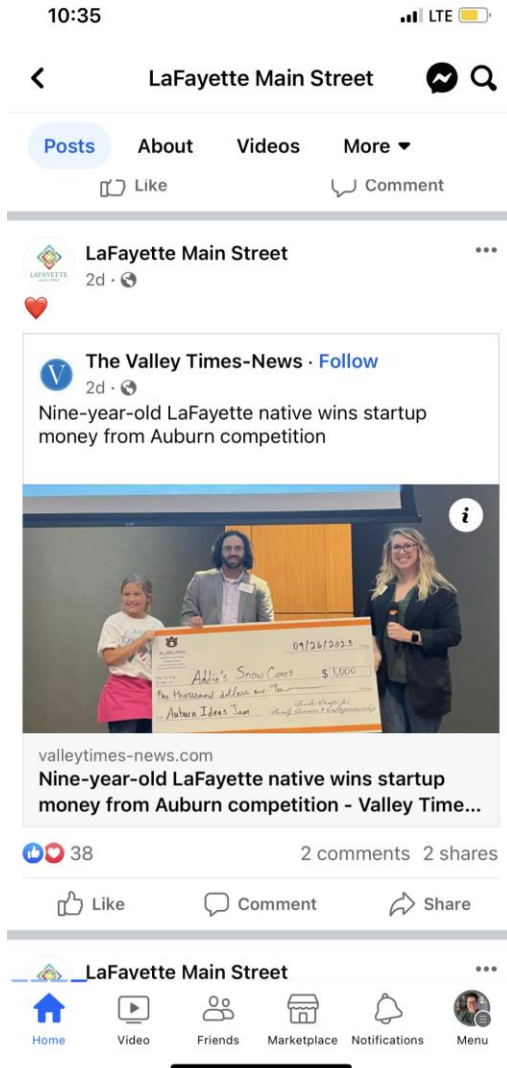 10:35
LTE
LaFayette Main Street
Posts About Videos More
Like Comment
LAFAYETTE
LaFayette Main Street
2d
V
The Valley Times-News · Follow
2d
Nine-year-old LaFayette native wins startup
money from Auburn competition
i
AUBURN
09/26/2023
Addie's Snow Cones $1,000
One thousand dollars and
Auburn Ideas Jam
valleytimes-news.com
Nine-year-old LaFayette native wins startup
money from Auburn competition - Valley Time...
38 2 comments 2 shares
Like Comment Share
LaFayette Main Street
Home Video Friends Marketplace Notifications Menu